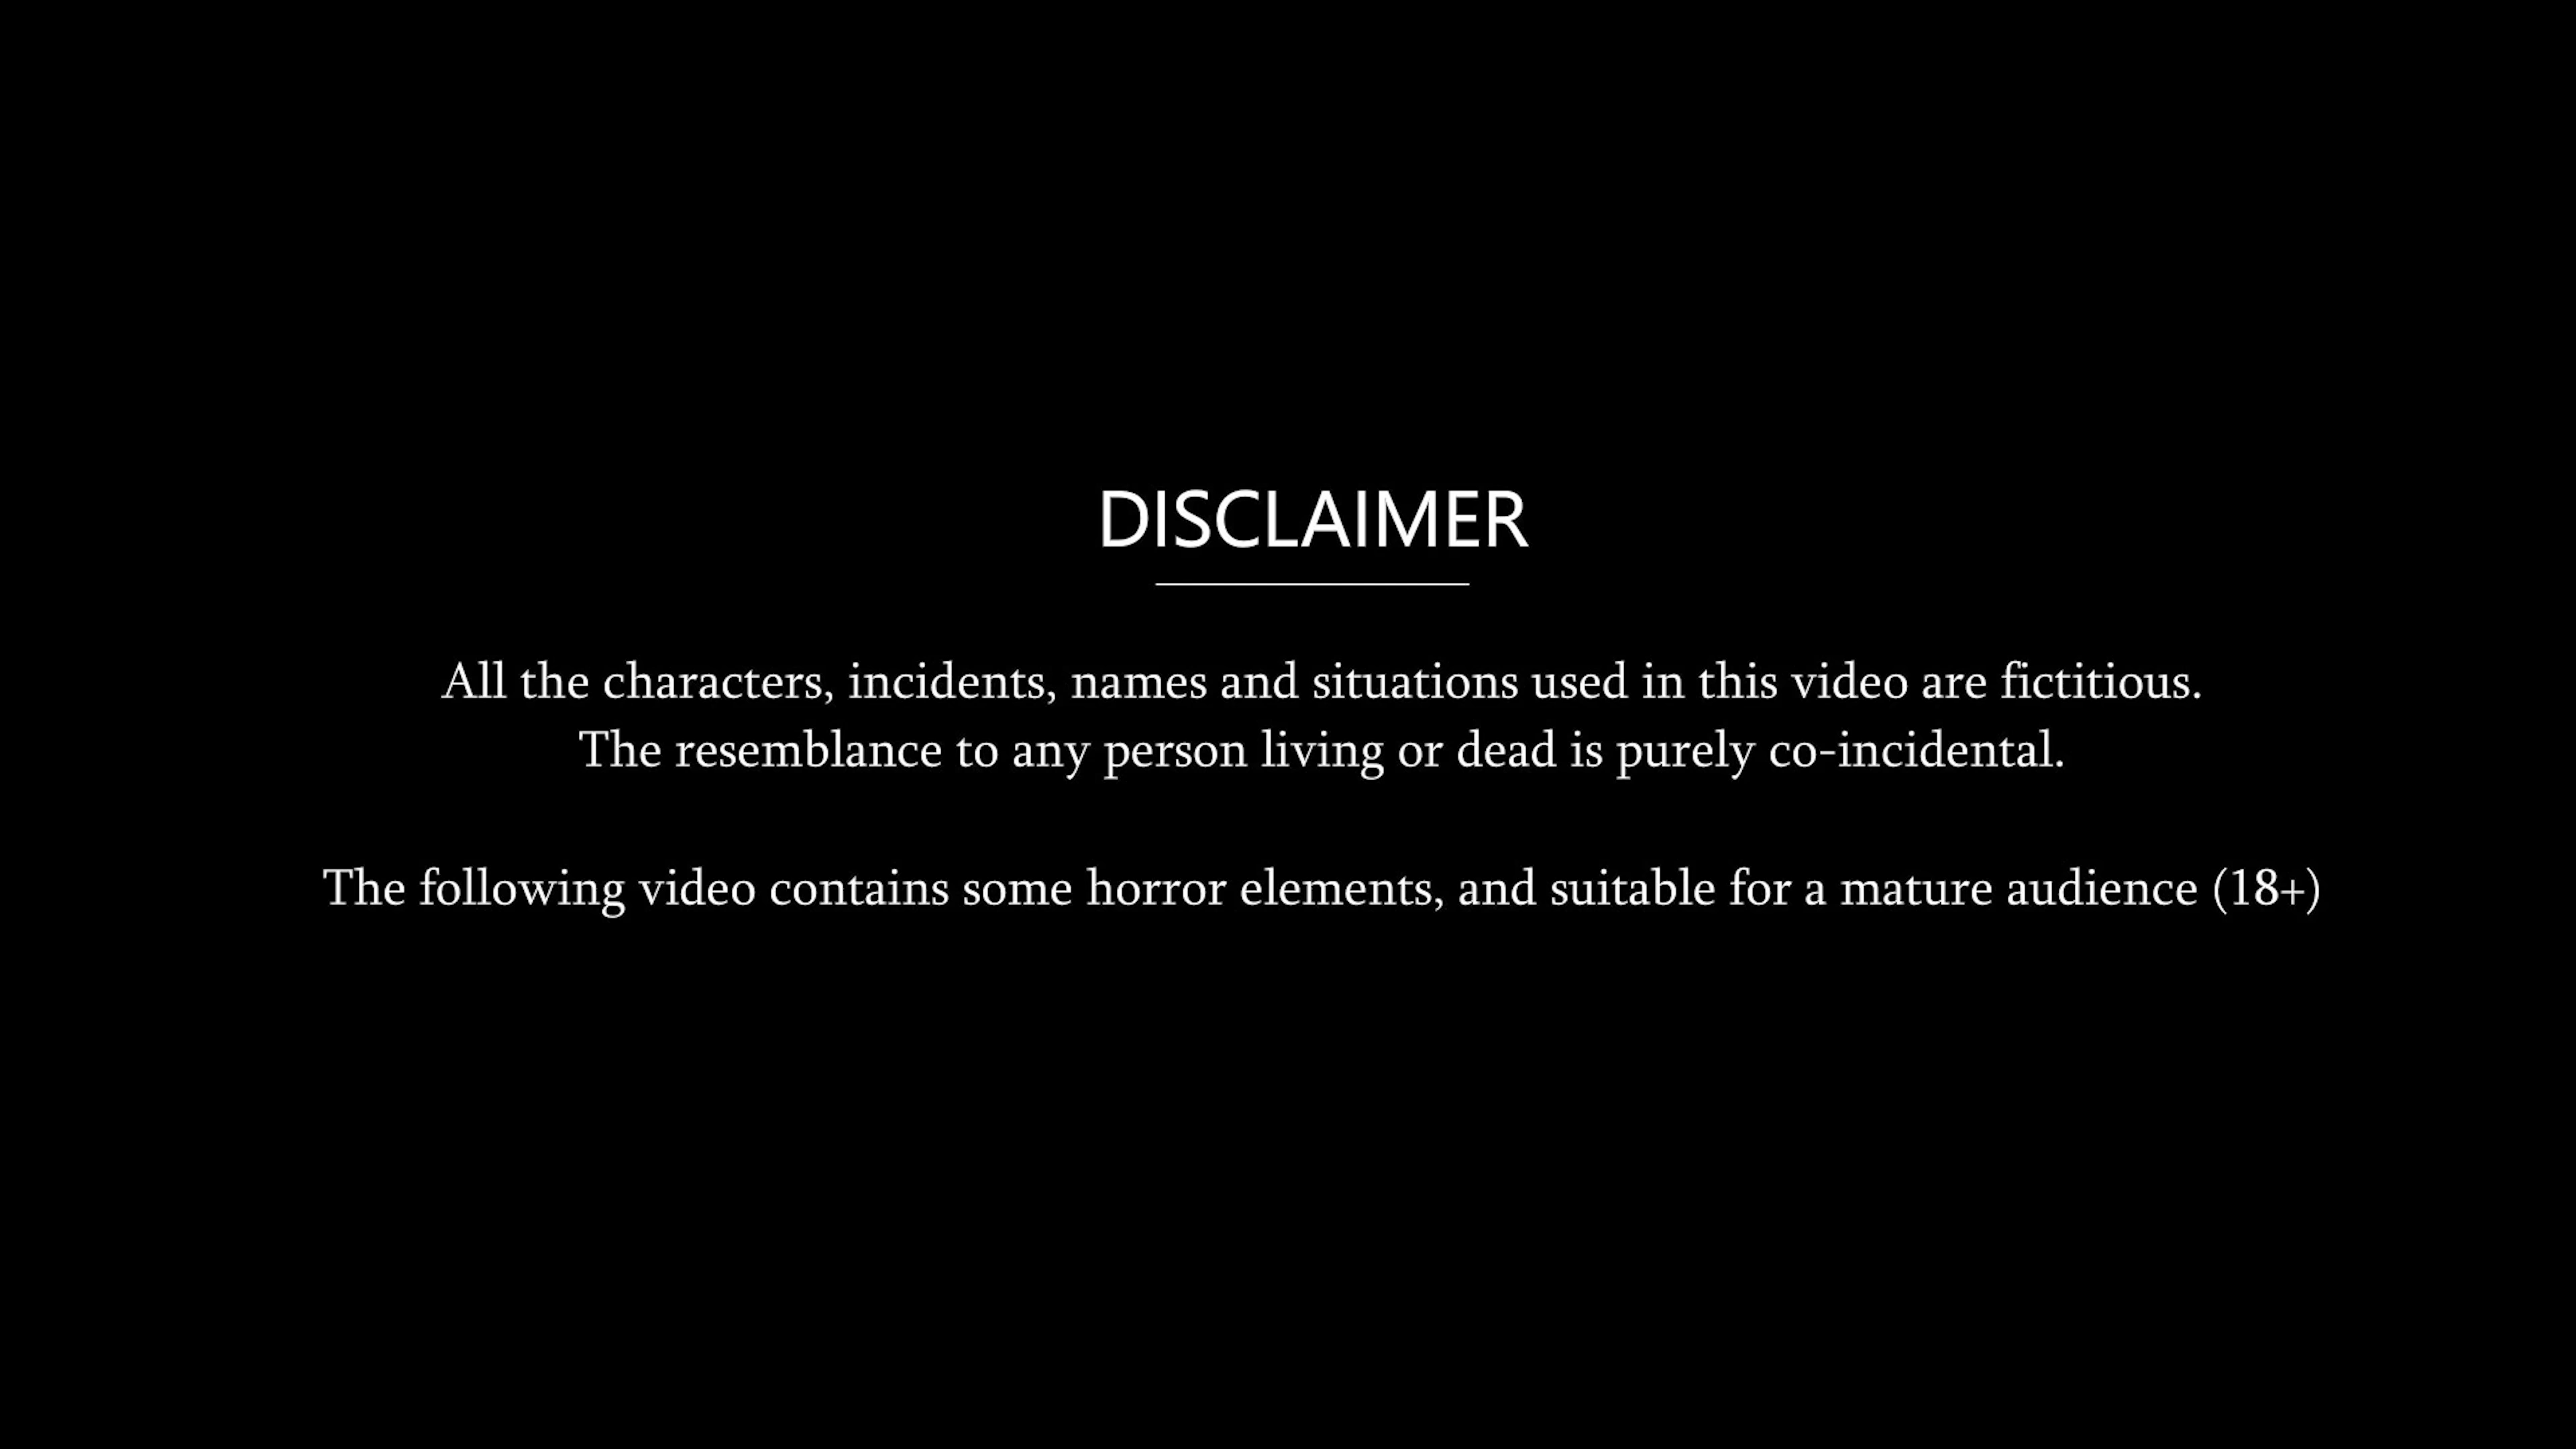 DISCLAIMER
All the characters, incidents, names and situations used in this video are fictitious.
The resemblance to any person living or dead is purely co-incidental.
The following video contains some horror elements, and suitable for a mature audience (18+)